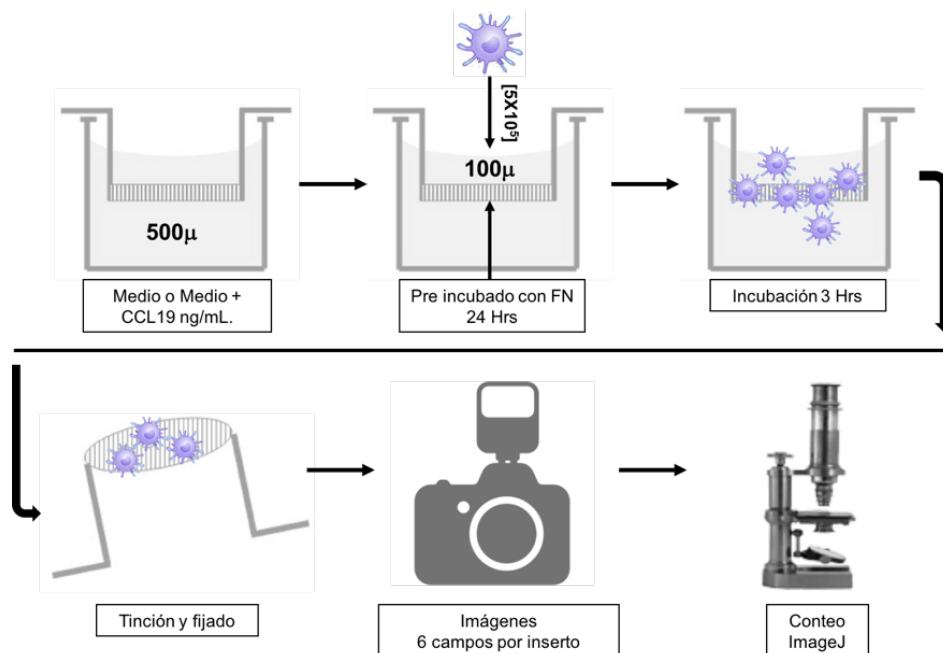 [5X10⁵]
100μ
500μ
Medio o Medio +
CCL19 ng/mL.
Pre incubado con FN
24 Hrs
Incubación 3 Hrs
Tinción y fijado
Imágenes
6 campos por inserto
Conteo
ImageJ